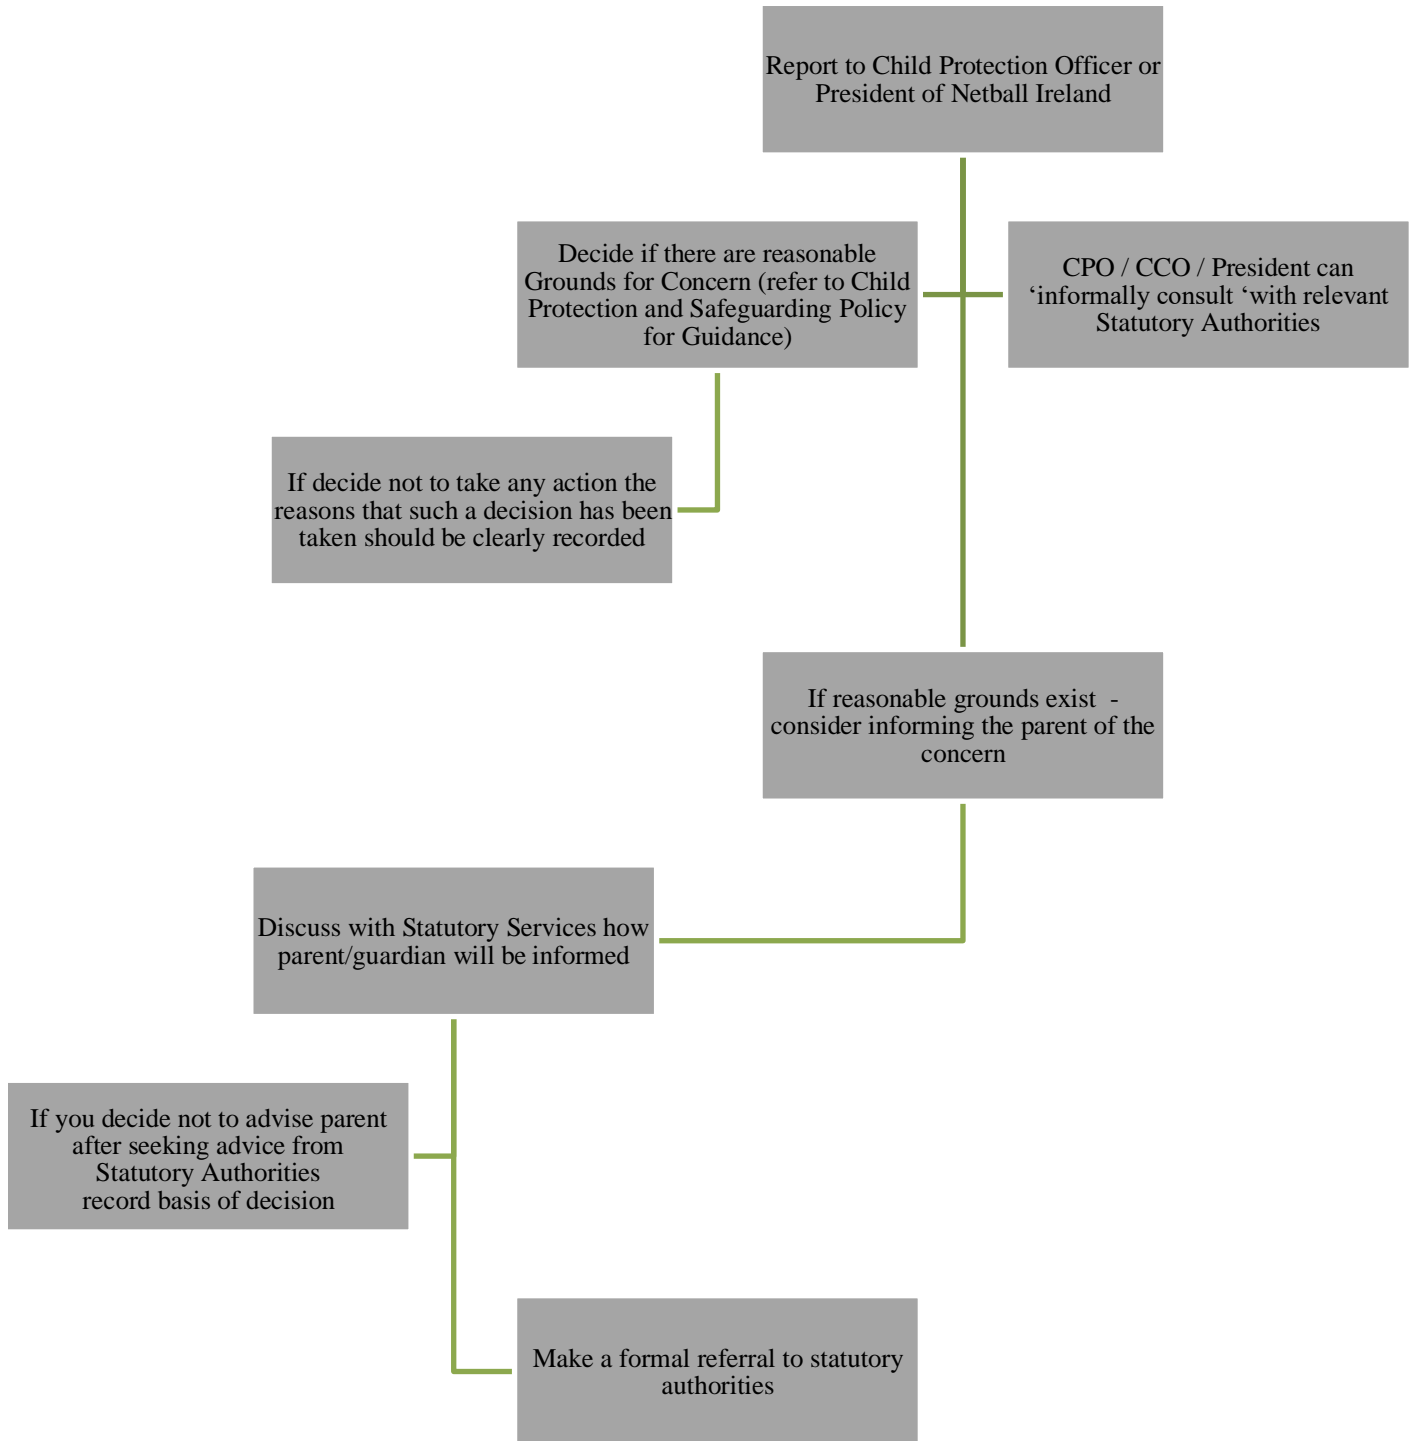 Report to Child Protection Officer or
President of Netball Ireland
Decide if there are reasonable
Grounds for Concern (refer to Child
Protection and Safeguarding Policy
for Guidance)
CPO / CCO / President can
‘informally consult ‘with relevant
Statutory Authorities
If decide not to take any action the
reasons that such a decision has been
taken should be clearly recorded
If reasonable grounds exist  -
consider informing the parent of the
concern
Discuss with Statutory Services how
parent/guardian will be informed
If you decide not to advise parent
after seeking advice from
Statutory Authorities
record basis of decision
Make a formal referral to statutory
authorities